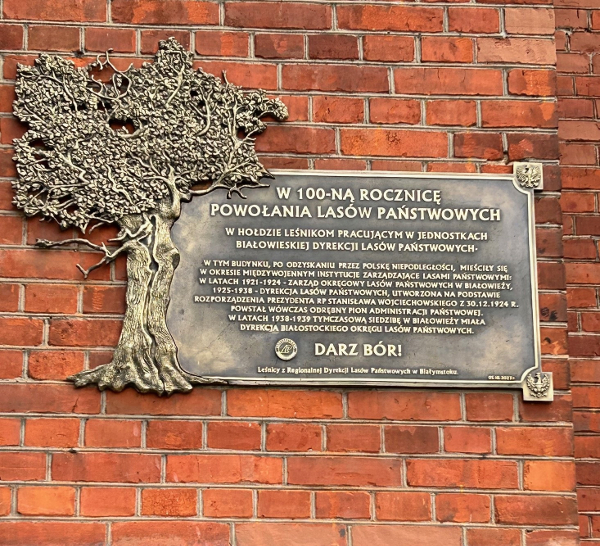 W 100-NĄ ROCZNICĘ
POWOŁANIA LASÓW PAŃSTWOWYCH
W HOŁDZIE LEŚNIKOM PRACUJĄCYM W JEDNOSTKACH
BIAŁOWIESKIEJ DYREKCJI LASÓW PAŃSTWOWYCH.
W TYM BUDYNKU, PO ODZYSKANIU PRZEZ POLSKĘ NIEPODLEGŁOŚCI, MIEŚCIŁY SIĘ
W OKRESIE MIĘDZYWOJENNYM INSTYTUCJE ZARZĄDZAJĄCE LASAMI PAŃSTWOWYMI:
W LATACH 1921-1924 - ZARZĄD OKRĘGOWY LASÓW PAŃSTWOWYCH W BIAŁOWIEŻY,
1925-1938 - DYREKCJA LASÓW PAŃSTWOWYCH, UTWORZONA NA PODSTAWIE
ROZPORZĄDZENIA PREZYDENTA RP STANISŁAWA WOJCIECHOWSKIEGO Z 30.12.1924 R.
POWSTAŁ WÓWCZAS ODRĘBNY PION ADMINISTRACJI PAŃSTWOWEJ.
W LATACH 1938-1939 TYMCZASOWĄ SIEDZIBĘ W BIAŁOWIEŻY MIAŁA
DYREKCJA BIAŁOSTOCKIEGO OKRĘGU LASÓW PAŃSTWOWYCH.
DARZ BÓR!
Leśnicy z Regionalnej Dyrekcji Lasów Państwowych w Białymstoku.